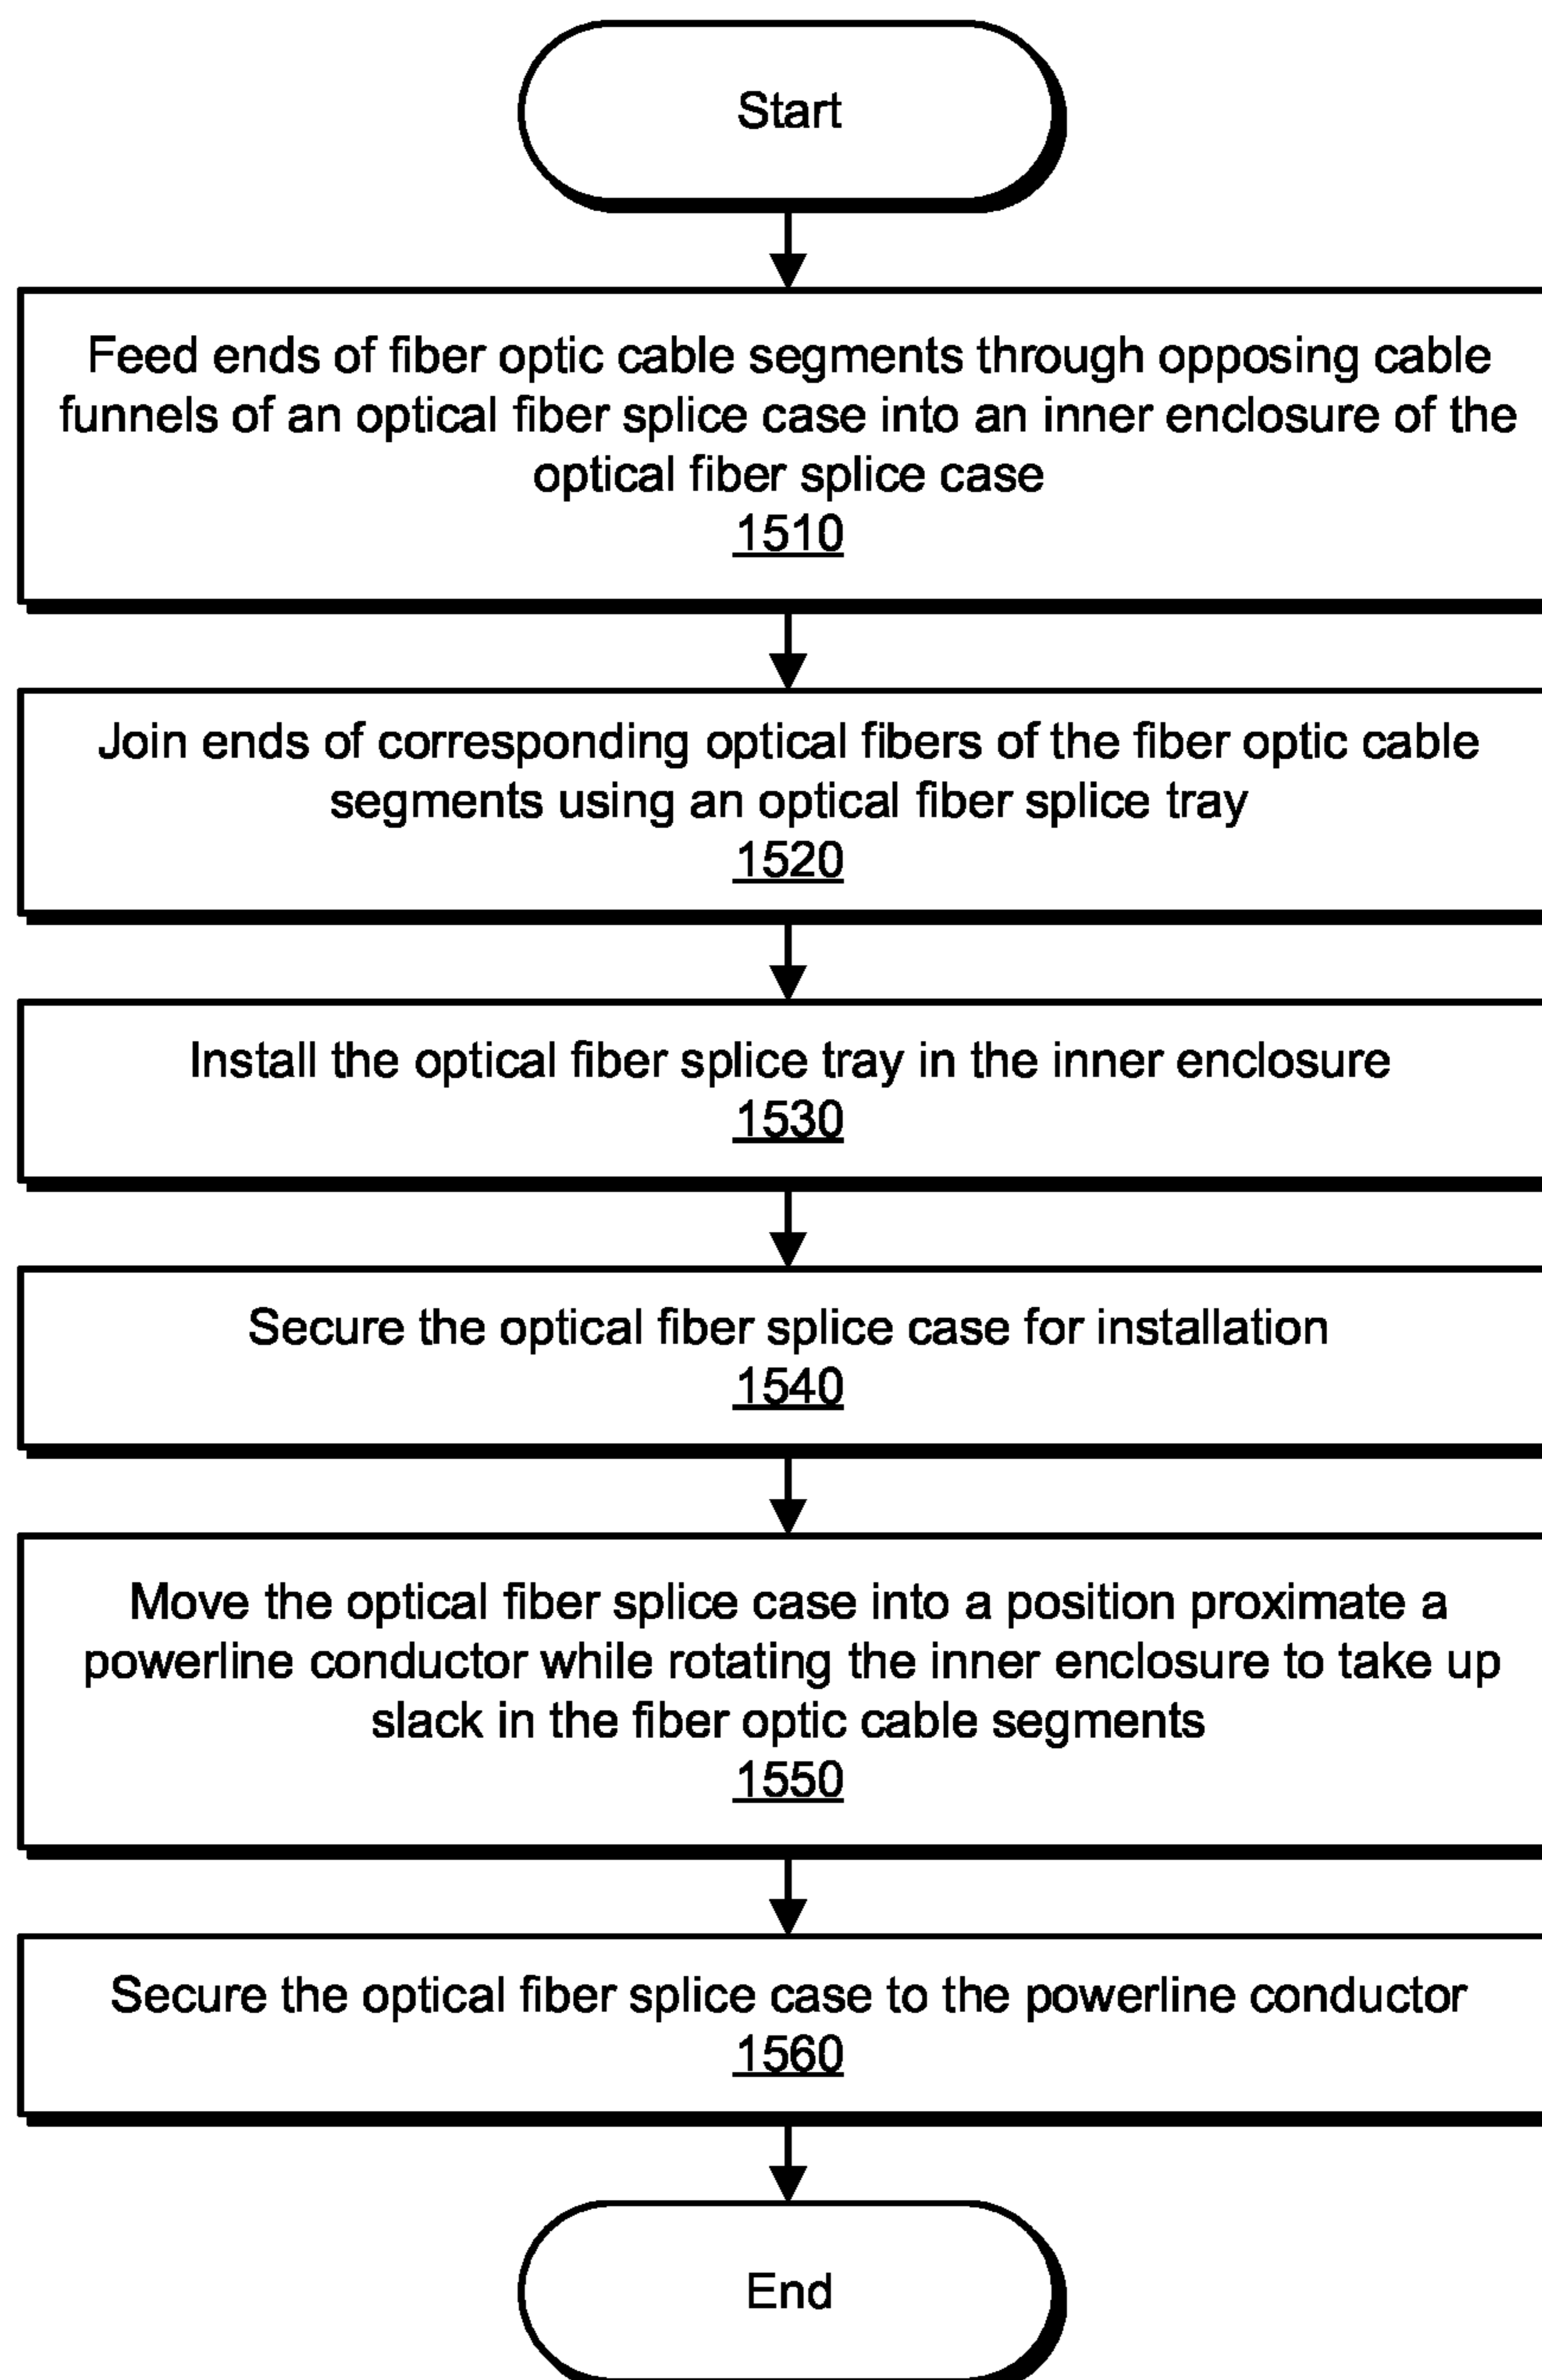 Start
Feed ends of fiber optic cable segments through opposing cable
funnels of an optical fiber splice case into an inner enclosure of the
optical fiber splice case
1510
Join ends of corresponding optical fibers of the fiber optic cable
segments using an optical fiber splice tray
1520
Install the optical fiber splice tray in the inner enclosure
1530
Secure the optical fiber splice case for installation
1540
Move the optical fiber splice case into a position proximate a
powerline conductor while rotating the inner enclosure to take up
slack in the fiber optic cable segments
1550
Secure the optical fiber splice case to the powerline conductor
1560
End